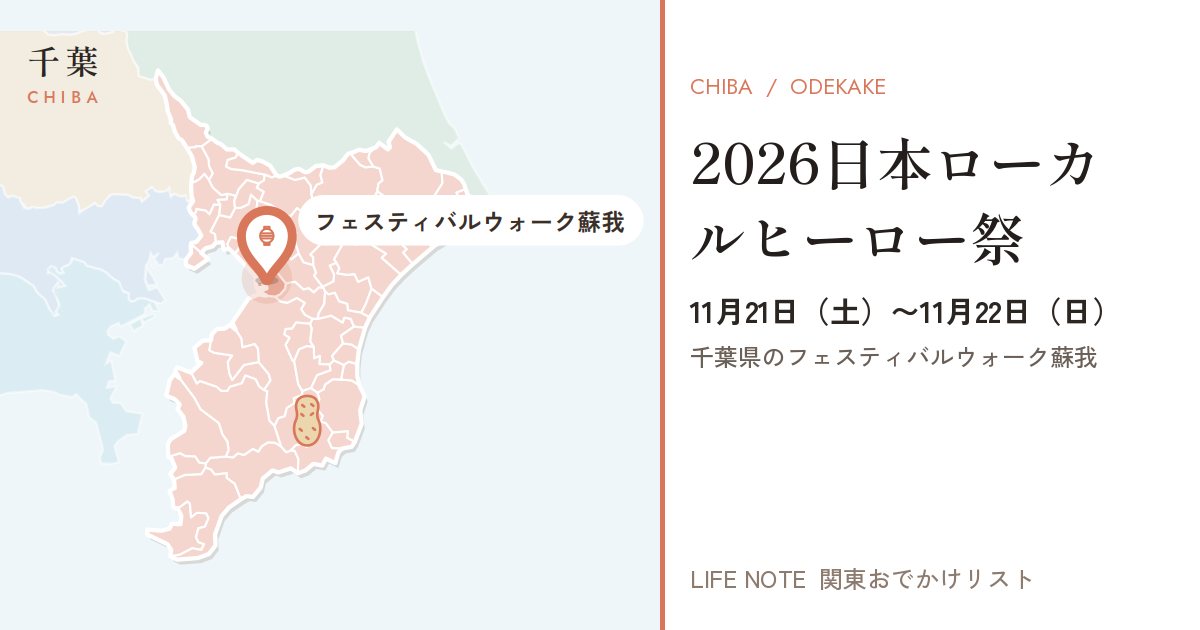 千葉
CHIBA
フェスティバルウォーク蘇我
CHIBA / ODEKAKE
2026日本ローカ
ルヒーロー祭
11月21日（土）〜11月22日（日）
千葉県のフェスティバルウォーク蘇我
LIFE NOTE 関東おでかけリスト